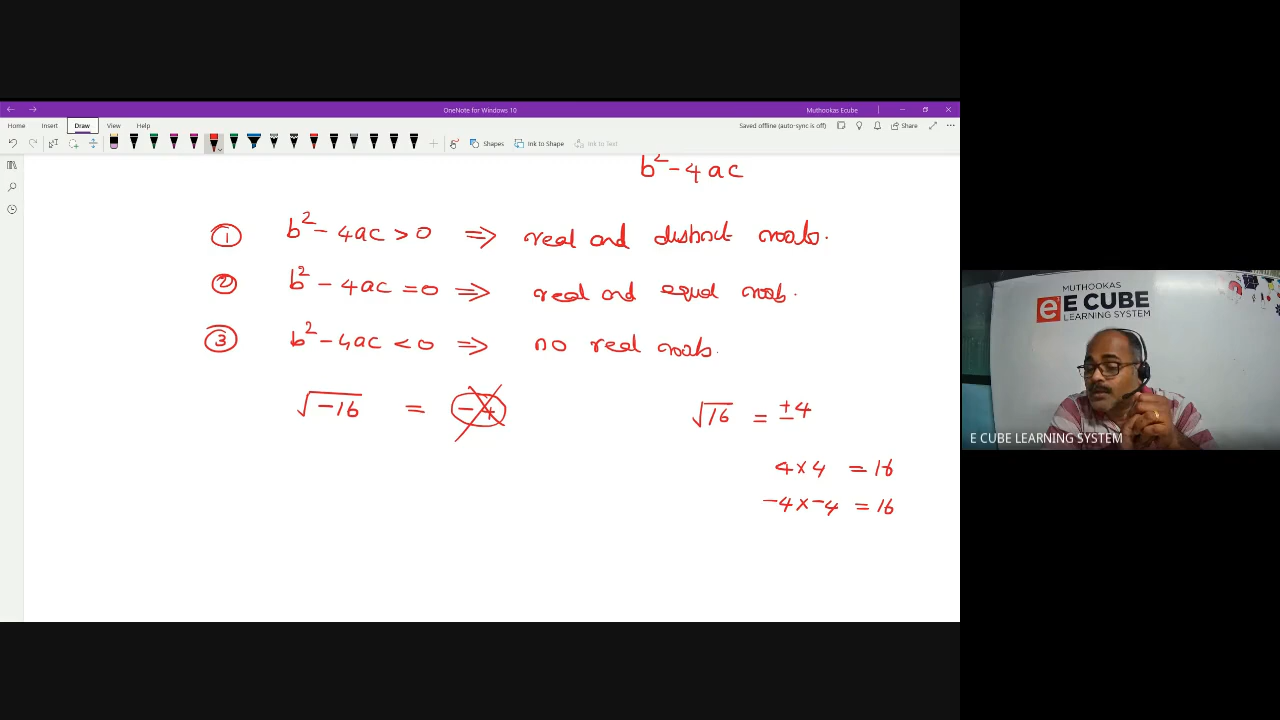 OneNote for Windows 10
Muthookas Ecube
Home Insert Draw View Help
Saved offline (auto-sync is off)
Share
Shapes
Ink to Shape
Ink to Text
b² - 4ac
① b² - 4ac > 0 ⇒ real and distinct roots.
② b² - 4ac = 0 ⇒ real and equal roots.
③ b² - 4ac < 0 ⇒ no real roots.
√-16 = -4
√16 = ±4
4 × 4 = 16
-4 × -4 = 16
MUTHOOKAS
e E CUBE
LEARNING SYSTEM
E CUBE LEARNING SYSTEM